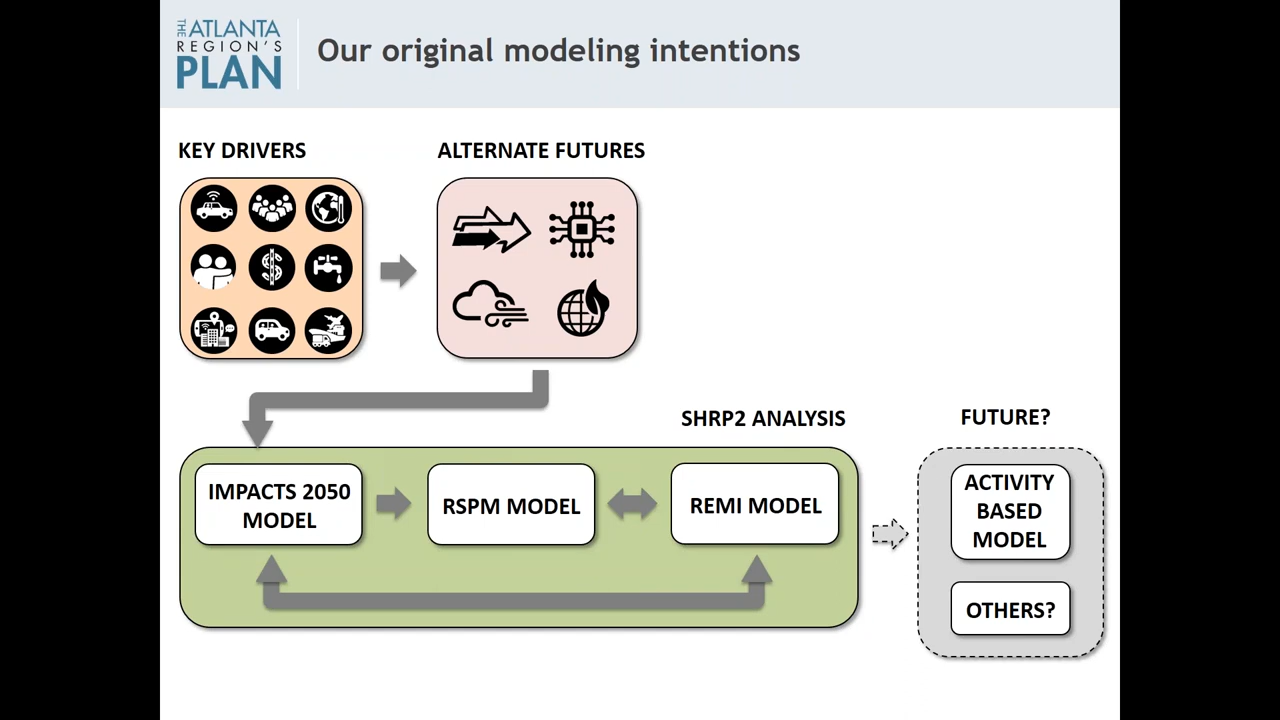 THE ATLANTA
REGION'S
PLAN
Our original modeling intentions
KEY DRIVERS
ALTERNATE FUTURES
SHRP2 ANALYSIS
FUTURE?
IMPACTS 2050
MODEL
RSPM MODEL
REMI MODEL
ACTIVITY
BASED
MODEL
OTHERS?